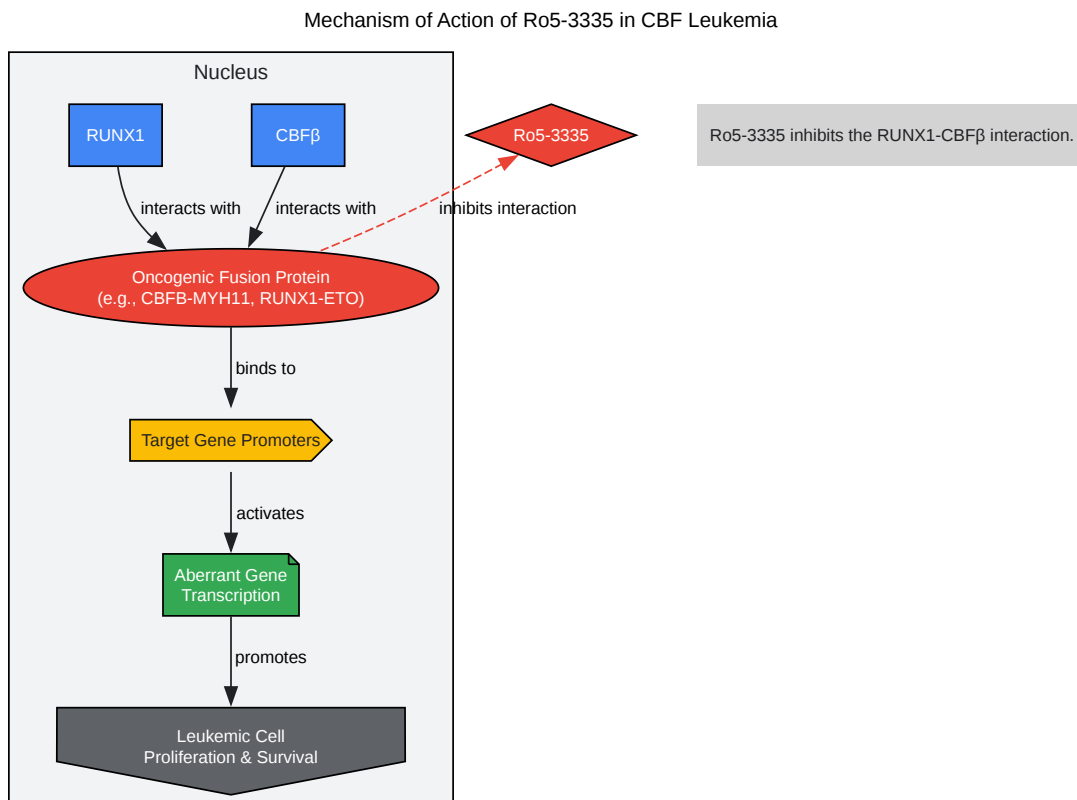 Mechanism of Action of Ro5-3335 in CBF Leukemia
Nucleus
RUNX1
CBFβ
Ro5-3335
Ro5-3335 inhibits the RUNX1-CBFβ interaction.
interacts with
interacts with
inhibits interaction
Oncogenic Fusion Protein
(e.g., CBFB-MYH11, RUNX1-ETO)
binds to
Target Gene Promoters
activates
Aberrant Gene
Transcription
promotes
Leukemic Cell
Proliferation & Survival